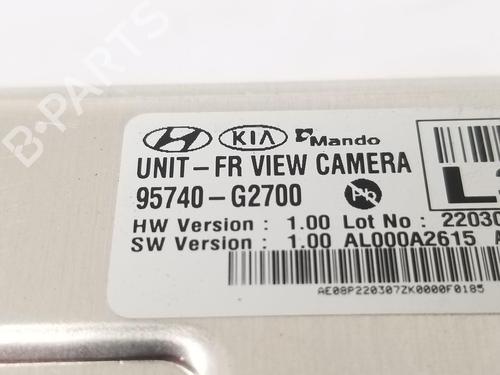 KIA Mando
UNIT-FR VIEW CAMERA
95740-G2700 Pb
HW Version : 1.00 Lot No : 22030
SW Version : 1.00 AL000A2615
AE08P220307ZK0000F0185
B-PARTS